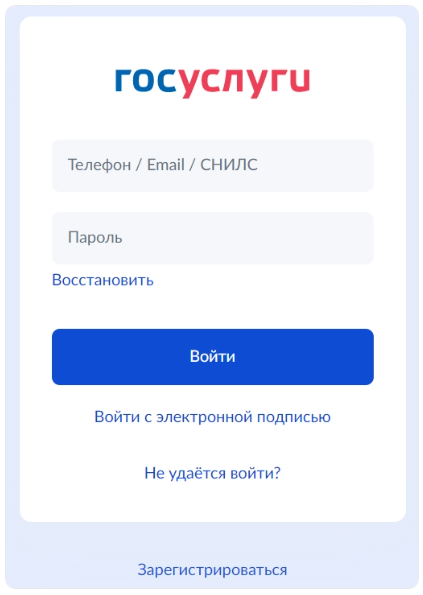 госуслуги
Телефон / Email / СНИЛС
Пароль
Восстановить
Войти
Войти с электронной подписью
Не удаётся войти?
Зарегистрироваться